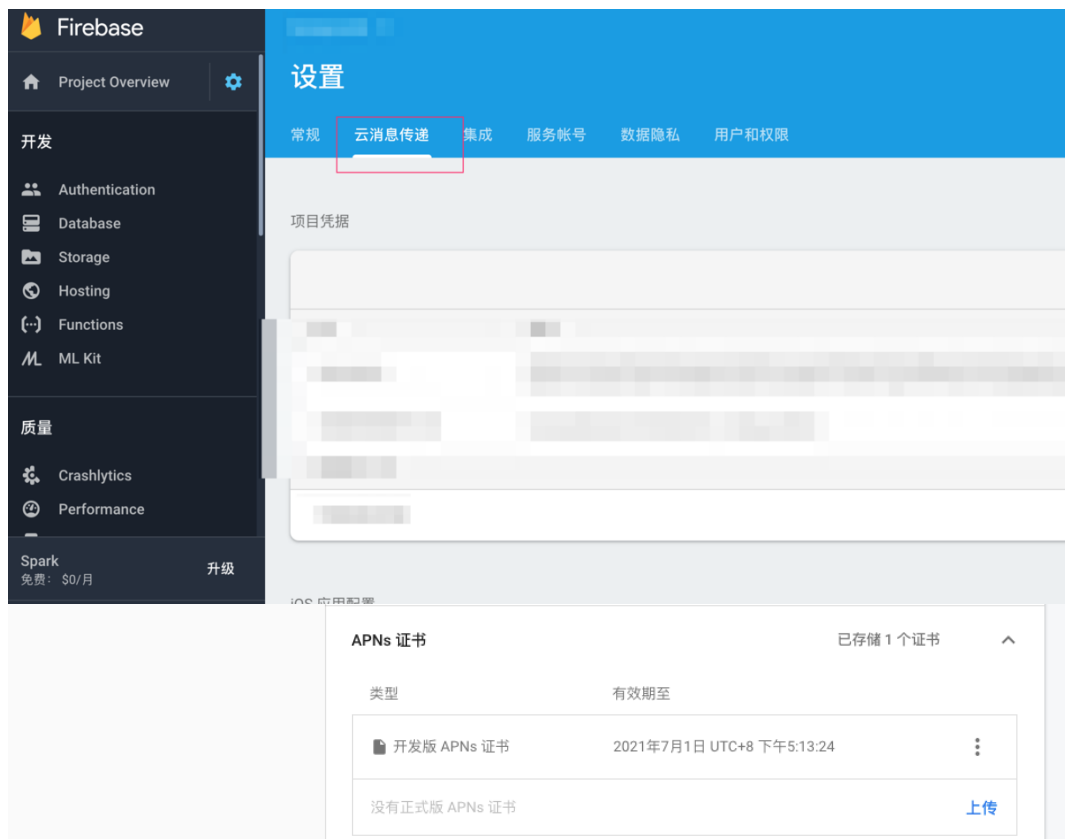 Firebase
Project Overview
开发
Authentication
Database
Storage
Hosting
Functions
ML Kit
质量
Crashlytics
Performance
Spark
免费： $0/月
升级
设置
常规 云消息传递 集成 服务帐号 数据隐私 用户和权限
项目凭据
iOS 应用配置
APNs 证书 已存储 1 个证书
类型 有效期至
开发版 APNs 证书 2021年7月1日 UTC+8 下午5:13:24
没有正式版 APNs 证书 上传